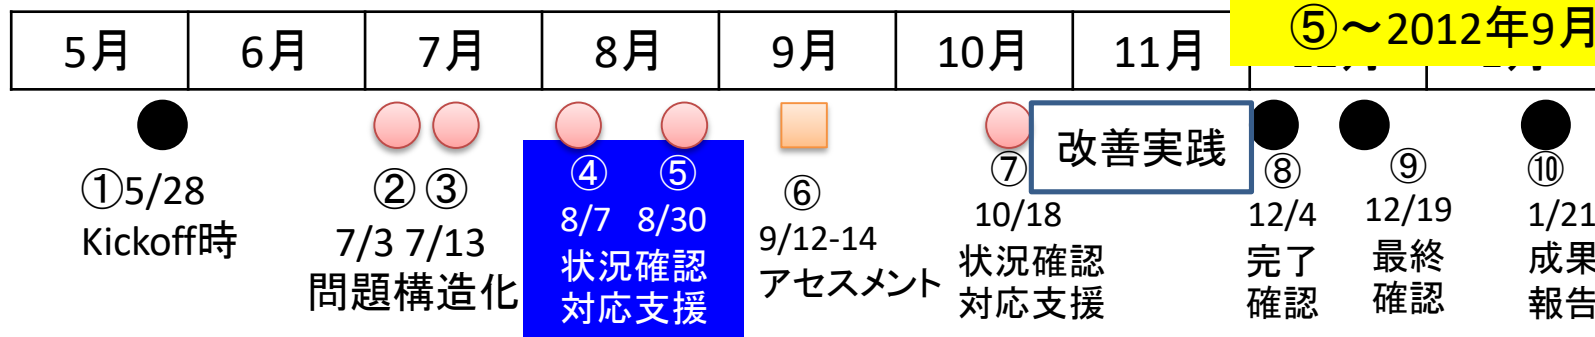 ⑤～2012年9月
5月 6月 7月 8月 9月 10月 11月
改善実践
①5/28
Kickoff時
② ③
7/3 7/13
問題構造化
④ ⑤
8/7 8/30
状況確認
対応支援
⑥
9/12-14
アセスメント
⑦
10/18
状況確認
対応支援
⑧
12/4
完了
確認
⑨
12/19
最終
確認
⑩
1/21
成果
報告